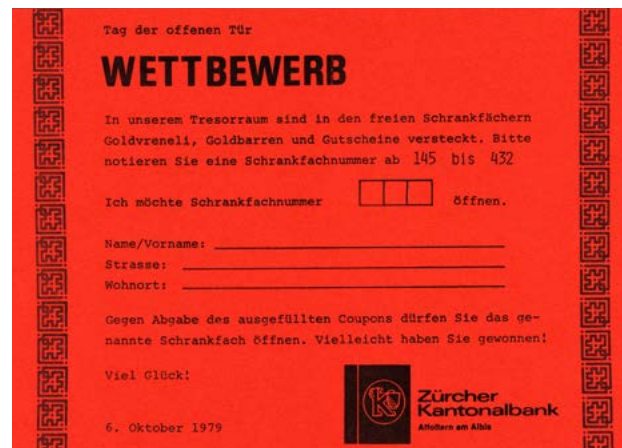 Tag der offenen Tür
WETTBEWERB
In unserem Tresorraum sind in den freien Schrankfächern
Goldvreneli, Goldbarren und Gutscheine versteckt. Bitte
notieren Sie eine Schrankfachnummer ab 145 bis 432
Ich möchte Schrankfachnummer öffnen.
Name/Vorname:
Strasse:
Wohnort:
Gegen Abgabe des ausgefüllten Coupons dürfen Sie das ge-
nannte Schrankfach öffnen. Vielleicht haben Sie gewonnen!
Viel Glück!
Zürcher
Kantonalbank
Affoltern am Albis
6. Oktober 1979